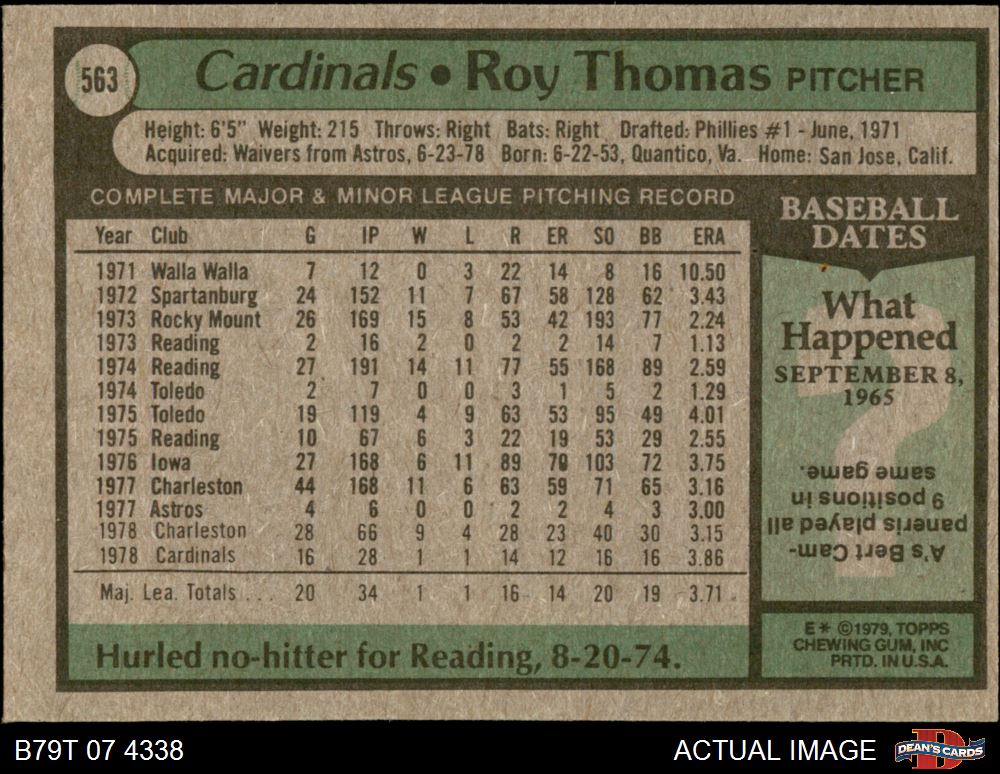 563
Cardinals • Roy Thomas PITCHER
Height: 6'5" Weight: 215 Throws: Right Bats: Right Drafted: Phillies #1 - June, 1971
Acquired: Waivers from Astros, 6-23-78 Born: 6-22-53, Quantico, Va. Home: San Jose, Calif.
COMPLETE MAJOR & MINOR LEAGUE PITCHING RECORD
Year Club G IP W L R ER SO BB ERA
1971 Walla Walla 7 12 0 3 22 14 8 16 10.50
1972 Spartanburg 24 152 11 7 67 58 128 62 3.43
1973 Rocky Mount 26 169 15 8 53 42 193 77 2.24
1973 Reading 2 16 2 0 2 2 14 7 1.13
1974 Reading 27 191 14 11 77 55 168 89 2.59
1974 Toledo 2 7 0 0 3 1 5 2 1.29
1975 Toledo 19 119 4 9 63 53 95 49 4.01
1975 Reading 10 67 6 3 22 19 53 29 2.55
1976 Iowa 27 168 6 11 89 70 103 72 3.75
1977 Charleston 44 168 11 6 63 59 71 65 3.16
1977 Astros 4 6 0 0 2 2 4 3 3.00
1978 Charleston 28 66 9 4 28 23 40 30 3.15
1978 Cardinals 16 28 1 1 14 12 16 16 3.86
Maj. Lea. Totals ... 20 34 1 1 16 14 20 19 3.71
Hurled no-hitter for Reading, 8-20-74.
BASEBALL
DATES
What
Happened
SEPTEMBER 8,
1965
A's Bert Cam-
paneris played all
9 positions in
same game.
E* ©1979, TOPPS
CHEWING GUM, INC
PRTD. IN U.S.A.
B79T 07 4338
ACTUAL IMAGE
D
DEAN'S CARDS